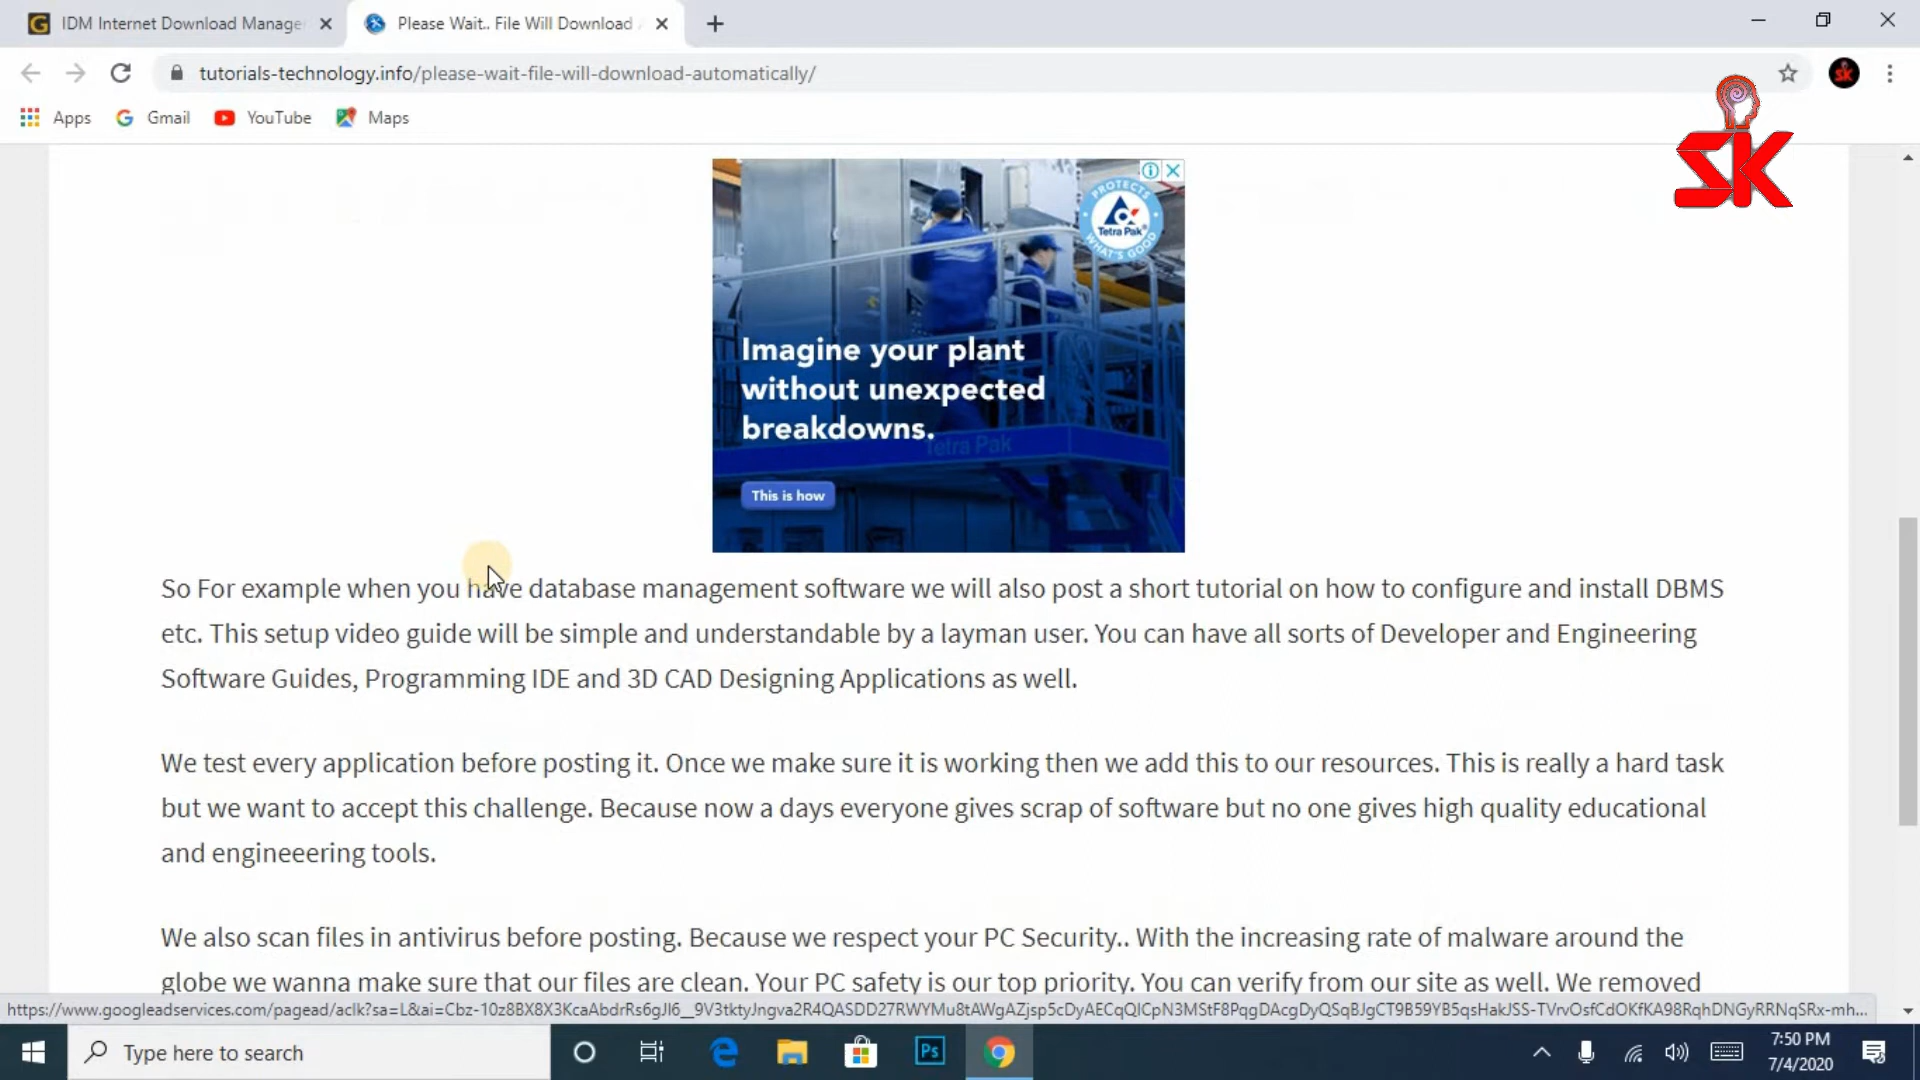 IDM Internet Download Manage
Please Wait.. File Will Download
tutorials-technology.info/please-wait-file-will-download-automatically/
SK
Apps
Gmail
YouTube
Maps
SK
PROTECTS
Tetra Pak
WHAT'S GOOD
Imagine your plant
without unexpected
breakdowns.
Tetra Pak
This is how
So For example when you have database management software we will also post a short tutorial on how to configure and install DBMS
etc. This setup video guide will be simple and understandable by a layman user. You can have all sorts of Developer and Engineering
Software Guides, Programming IDE and 3D CAD Designing Applications as well.
We test every application before posting it. Once we make sure it is working then we add this to our resources. This is really a hard task
but we want to accept this challenge. Because now a days everyone gives scrap of software but no one gives high quality educational
and engineeering tools.
We also scan files in antivirus before posting. Because we respect your PC Security.. With the increasing rate of malware around the
globe we wanna make sure that our files are clean. Your PC safety is our top priority. You can verify from our site as well. We removed
Type here to search
Ps
7:50 PM
7/4/2020